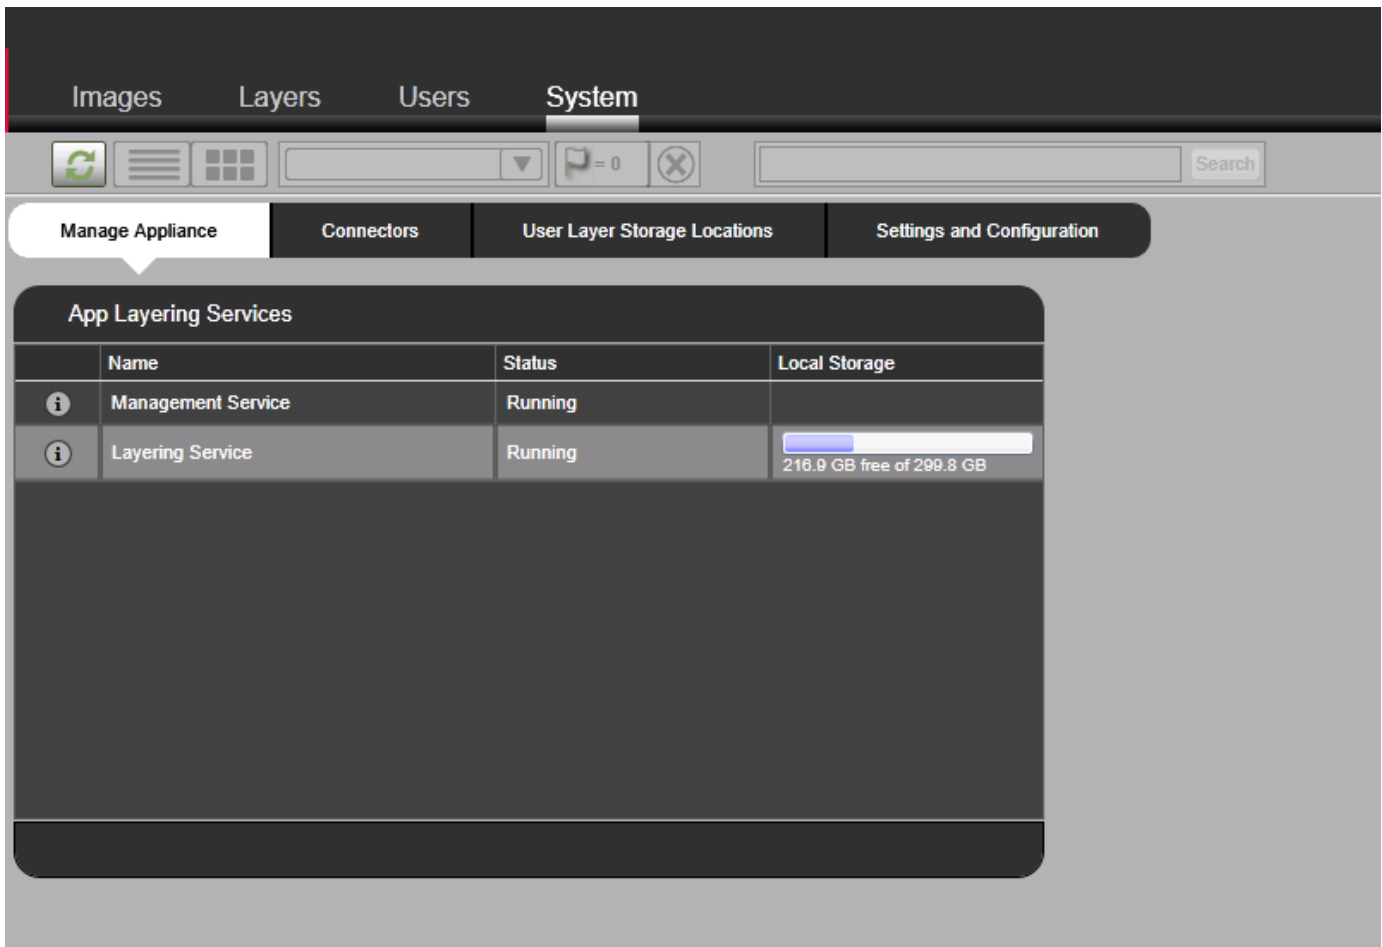 Images Layers Users System
= 0 Search
Manage Appliance Connectors User Layer Storage Locations Settings and Configuration
App Layering Services
Name Status Local Storage
Management Service Running
Layering Service Running
216.9 GB free of 299.8 GB